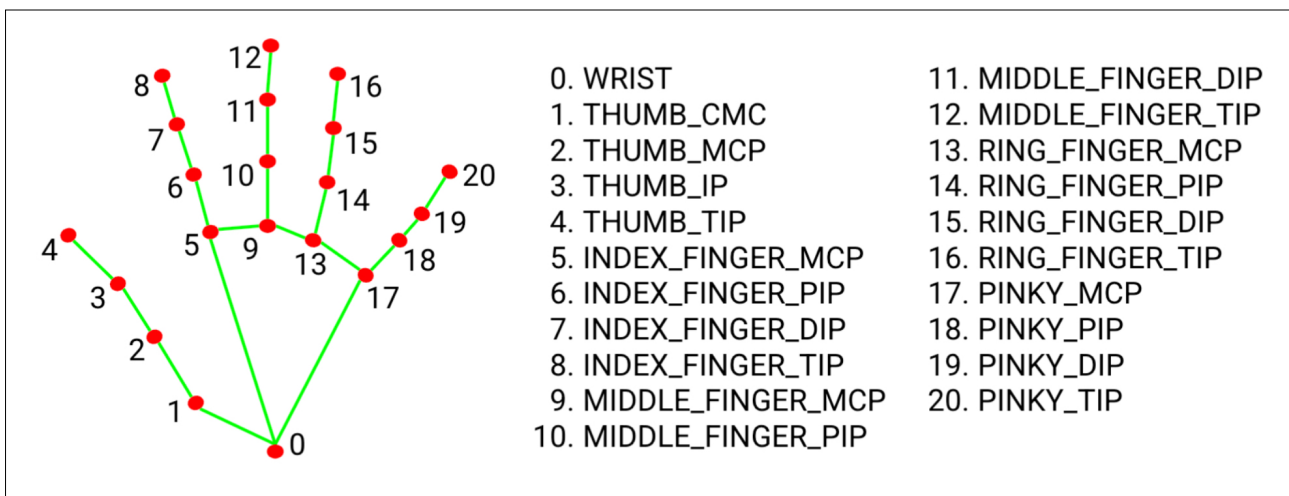 12
8
16
11
7
15
10
6
20
14
19
4
5
9
13
18
3
17
2
1
0
0. WRIST
1. THUMB_CMC
2. THUMB_MCP
3. THUMB_IP
4. THUMB_TIP
5. INDEX_FINGER_MCP
6. INDEX_FINGER_PIP
7. INDEX_FINGER_DIP
8. INDEX_FINGER_TIP
9. MIDDLE_FINGER_MCP
10. MIDDLE_FINGER_PIP
11. MIDDLE_FINGER_DIP
12. MIDDLE_FINGER_TIP
13. RING_FINGER_MCP
14. RING_FINGER_PIP
15. RING_FINGER_DIP
16. RING_FINGER_TIP
17. PINKY_MCP
18. PINKY_PIP
19. PINKY_DIP
20. PINKY_TIP